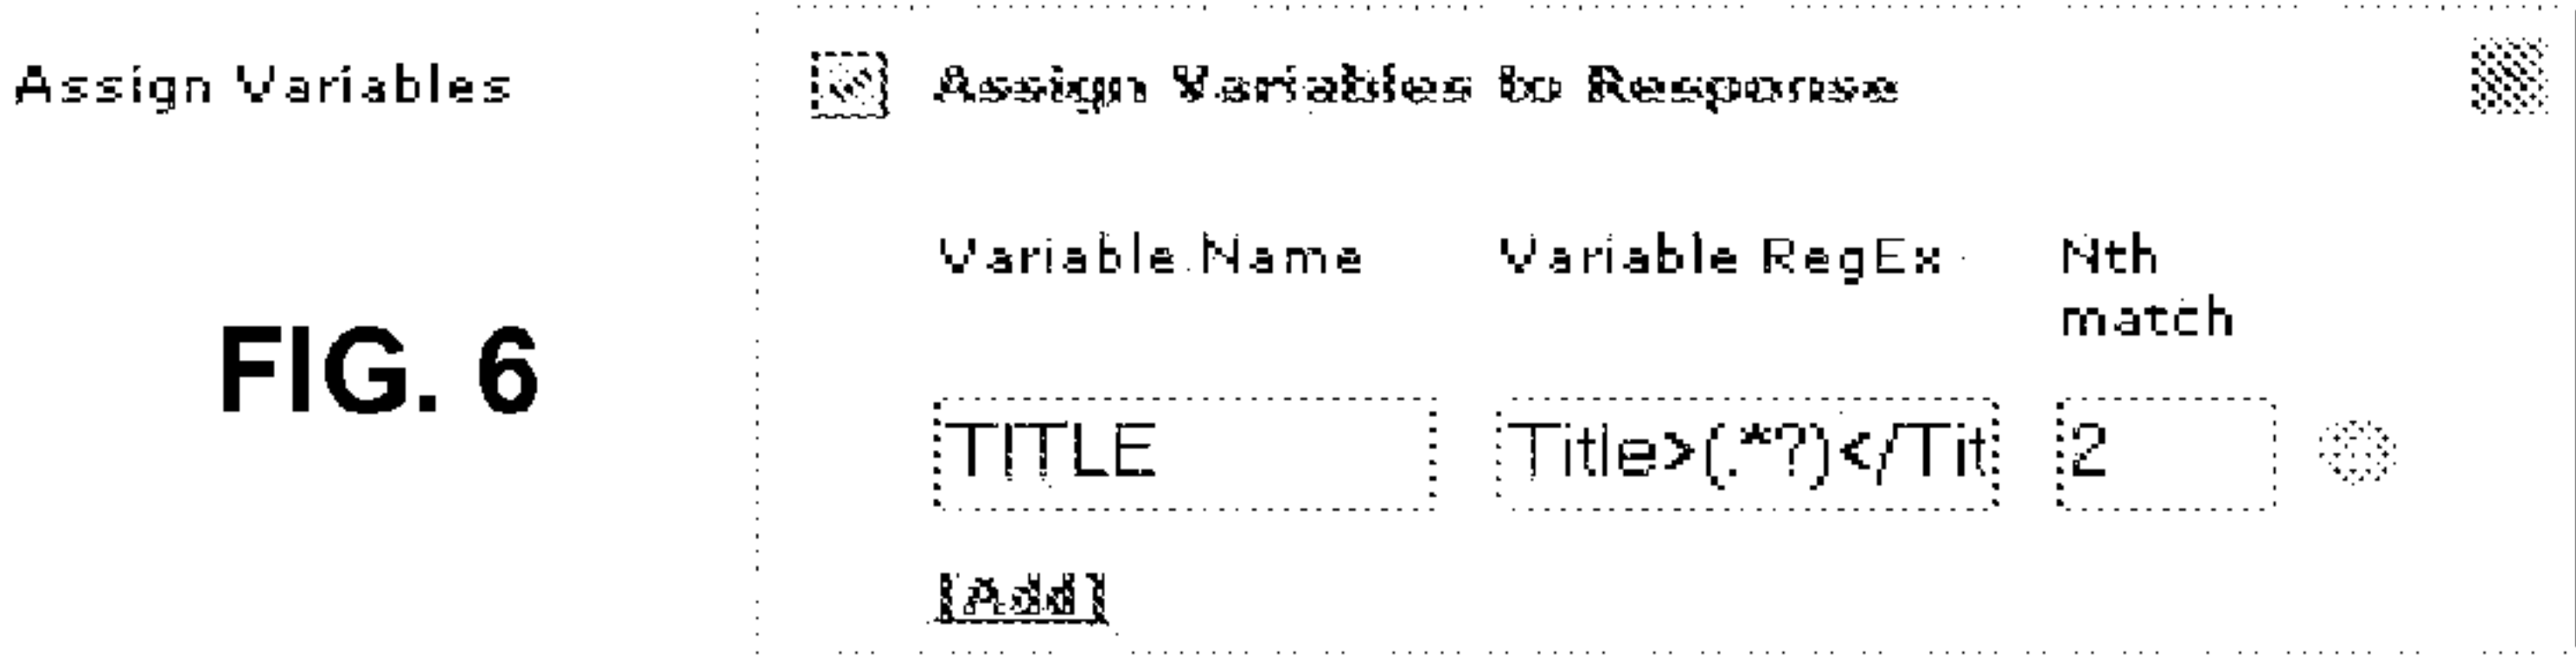 Assign Variables
Assign Variables to Response
Variable Name Variable RegEx Nth
match
FIG. 6
TITLE Title>(.*?)</Tit 2
[Add]